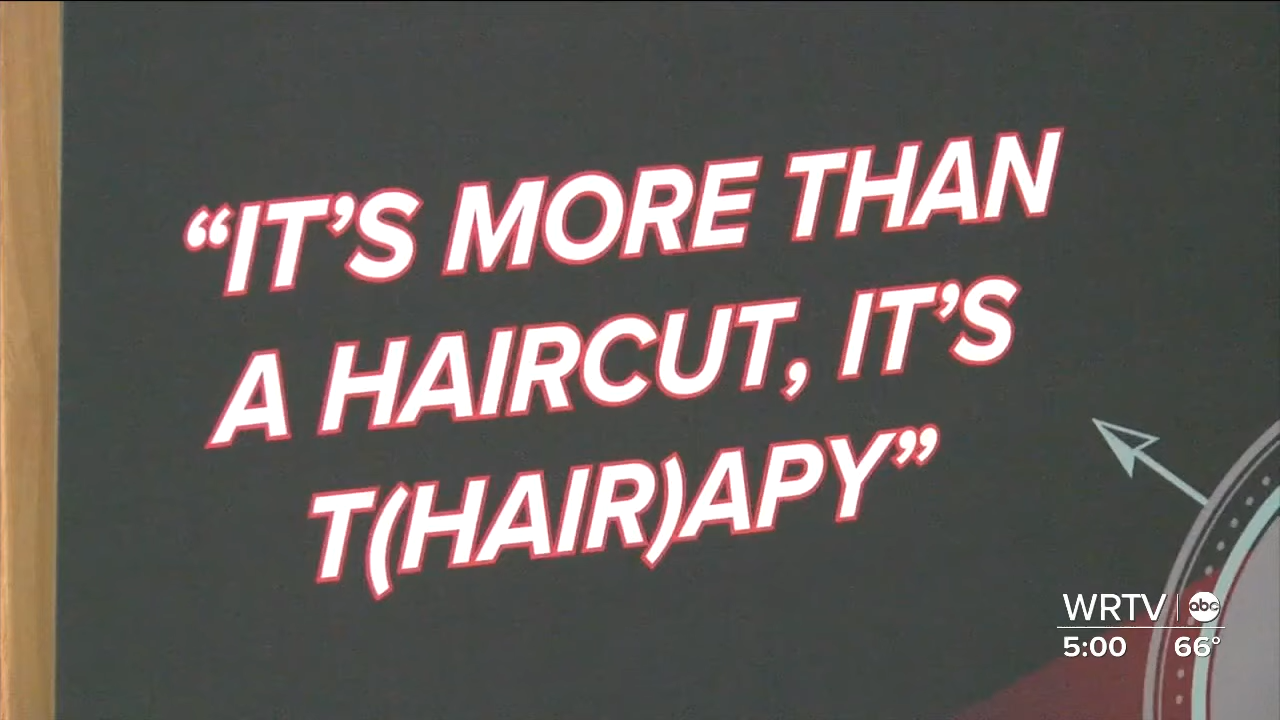 “IT’S MORE THAN
A HAIRCUT, IT’S
T(HAIR)APY”
WRTV | abc
5:00 66°